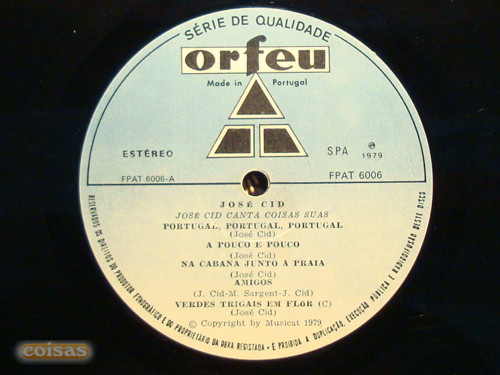 SÉRIE DE QUALIDADE
orfeu
Made in Portugal
ESTÉREO
SPA ℗ 1979
FPAT 6006-A
FPAT 6006
JOSÉ CID
JOSÉ CID CANTA COISAS SUAS
PORTUGAL, PORTUGAL, PORTUGAL
(José Cid)
A POUCO E POUCO
(José Cid)
NA CABANA JUNTO À PRAIA
(José Cid)
AMIGOS
(J. Cid-M. Sargent-J. Cid)
VERDES TRIGAIS EM FLÔR (C)
(José Cid)
© Copyright by Musicat 1979
RESERVADOS OS DIREITOS DO PRODUTOR FONOGRÁFICO E DO PROPRIETÁRIO DA OBRA REGISTADA - É PROIBIDA A DUPLICAÇÃO, EXECUÇÃO PÚBLICA E RADIODIFUSÃO DESTE DISCO
coisas